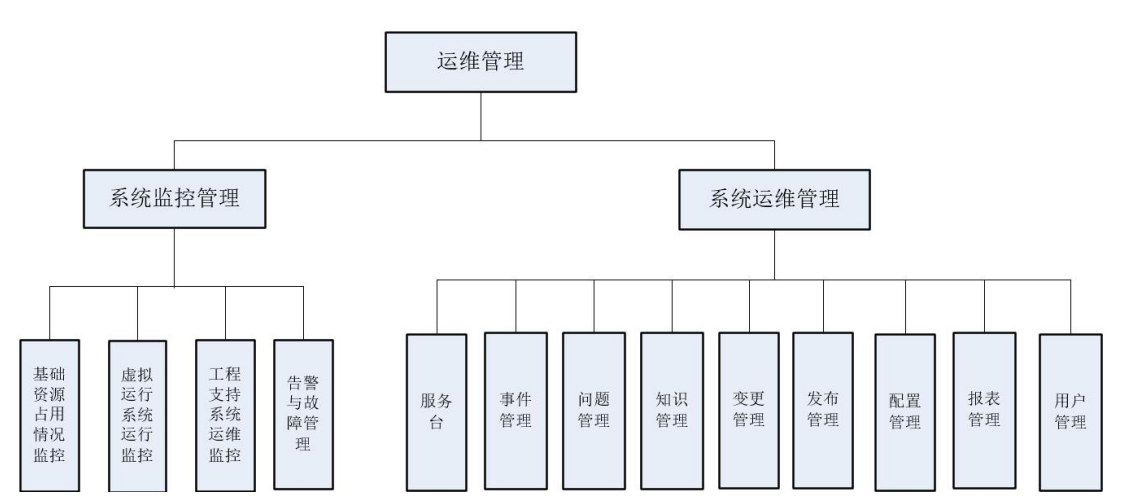 运维管理
系统监控管理
系统运维管理
基础
资源
占用
情况
监控
虚拟
运行
系统
运行
监控
工程
支持
系统
运维
监控
告警
与故
障管
理
服务
台
事件
管理
问题
管理
知识
管理
变更
管理
发布
管理
配置
管理
报表
管理
用户
管理